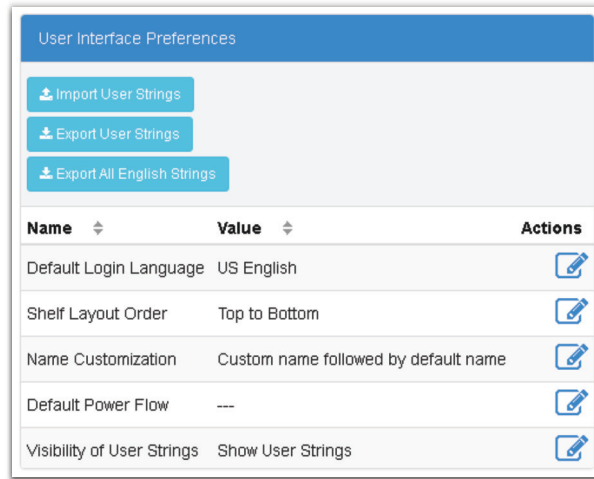 User Interface Preferences
Import User Strings
Export User Strings
Export All English Strings
Name Value Actions
Default Login Language US English
Shelf Layout Order Top to Bottom
Name Customization Custom name followed by default name
Default Power Flow ---
Visibility of User Strings Show User Strings